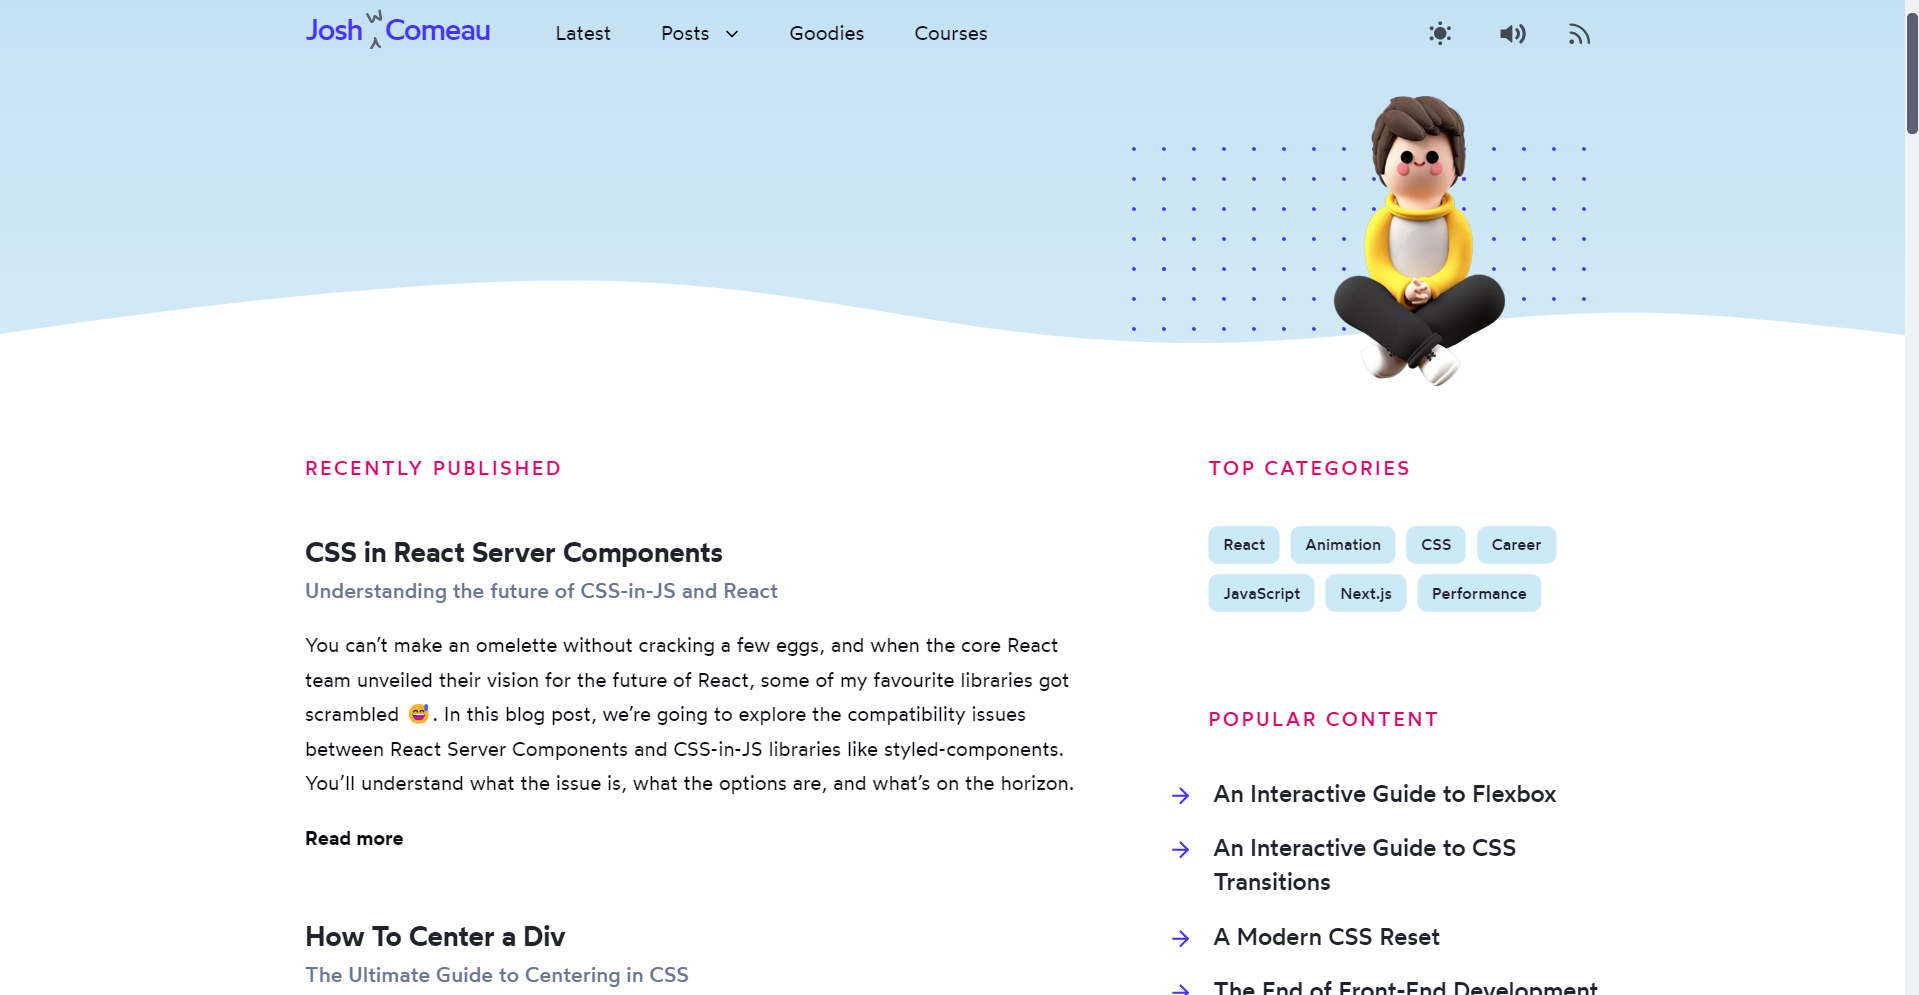 Josh W Comeau
Latest
Posts
Goodies
Courses
RECENTLY PUBLISHED
CSS in React Server Components
Understanding the future of CSS-in-JS and React
You can’t make an omelette without cracking a few eggs, and when the core React
team unveiled their vision for the future of React, some of my favourite libraries got
scrambled 😅. In this blog post, we’re going to explore the compatibility issues
between React Server Components and CSS-in-JS libraries like styled-components.
You’ll understand what the issue is, what the options are, and what’s on the horizon.
Read more
How To Center a Div
The Ultimate Guide to Centering in CSS
TOP CATEGORIES
React
Animation
CSS
Career
JavaScript
Next.js
Performance
POPULAR CONTENT
An Interactive Guide to Flexbox
An Interactive Guide to CSS
Transitions
A Modern CSS Reset
The End of Front-End Development